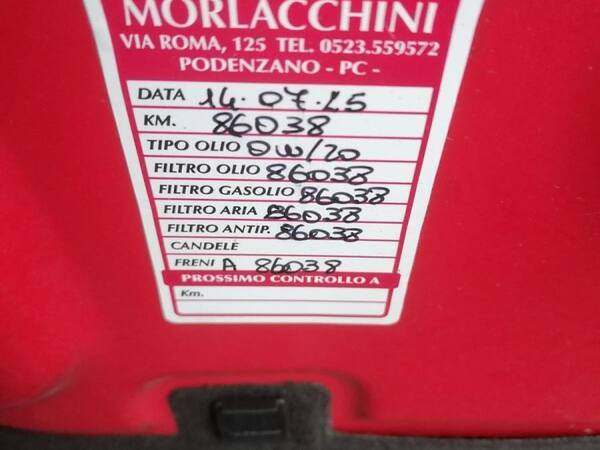 MORLACCHINI
VIA ROMA, 125 TEL. 0523.559572
PODENZANO - PC -
DATA 14.07.25
KM. 86038
TIPO OLIO 0W/20
FILTRO OLIO 86038
FILTRO GASOLIO 86038
FILTRO ARIA 86038
FILTRO ANTIP. 86038
CANDELE
FRENI A 86038
PROSSIMO CONTROLLO A
Km.